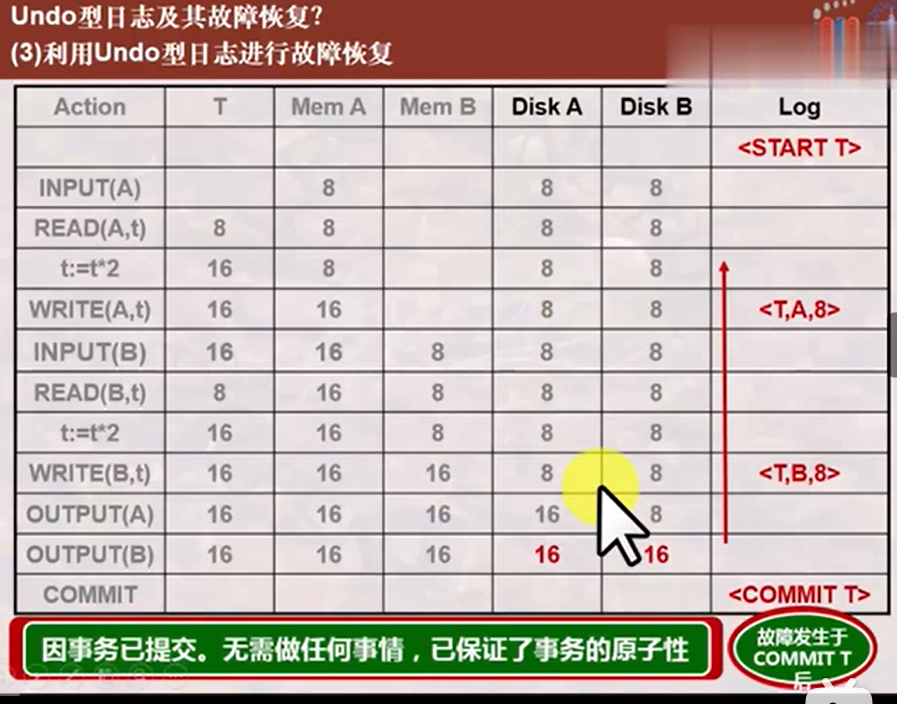 Undo型日志及其故障恢复?
(3)利用Undo型日志进行故障恢复
Action T Mem A Mem B Disk A Disk B Log
<START T>
INPUT(A) 8 8 8
READ(A,t) 8 8 8 8
t:=t*2 16 8 8 8
WRITE(A,t) 16 16 8 8 <T,A,8>
INPUT(B) 16 16 8 8 8
READ(B,t) 8 16 8 8 8
t:=t*2 16 16 8 8 8
WRITE(B,t) 16 16 16 8 8 <T,B,8>
OUTPUT(A) 16 16 16 16 8
OUTPUT(B) 16 16 16 16 16
COMMIT <COMMIT T>
因事务已提交。无需做任何事情，已保证了事务的原子性
故障发生于
COMMIT T
后